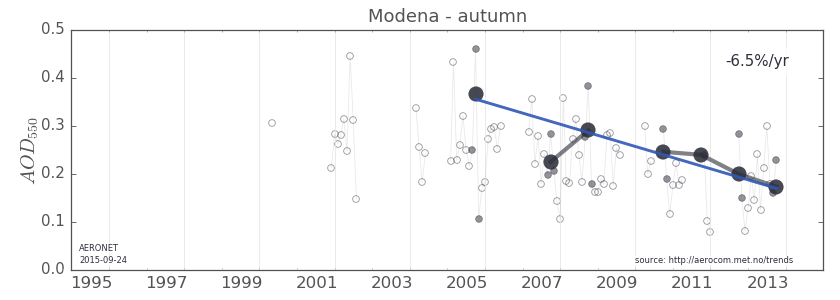 Modena - autumn
0.5
-6.5%/yr
0.4
0.3
AOD550
0.2
0.1
AERONET
2015-09-24
source: http://aerocom.met.no/trends
0.0
1995 1997 1999 2001 2003 2005 2007 2009 2011 2013